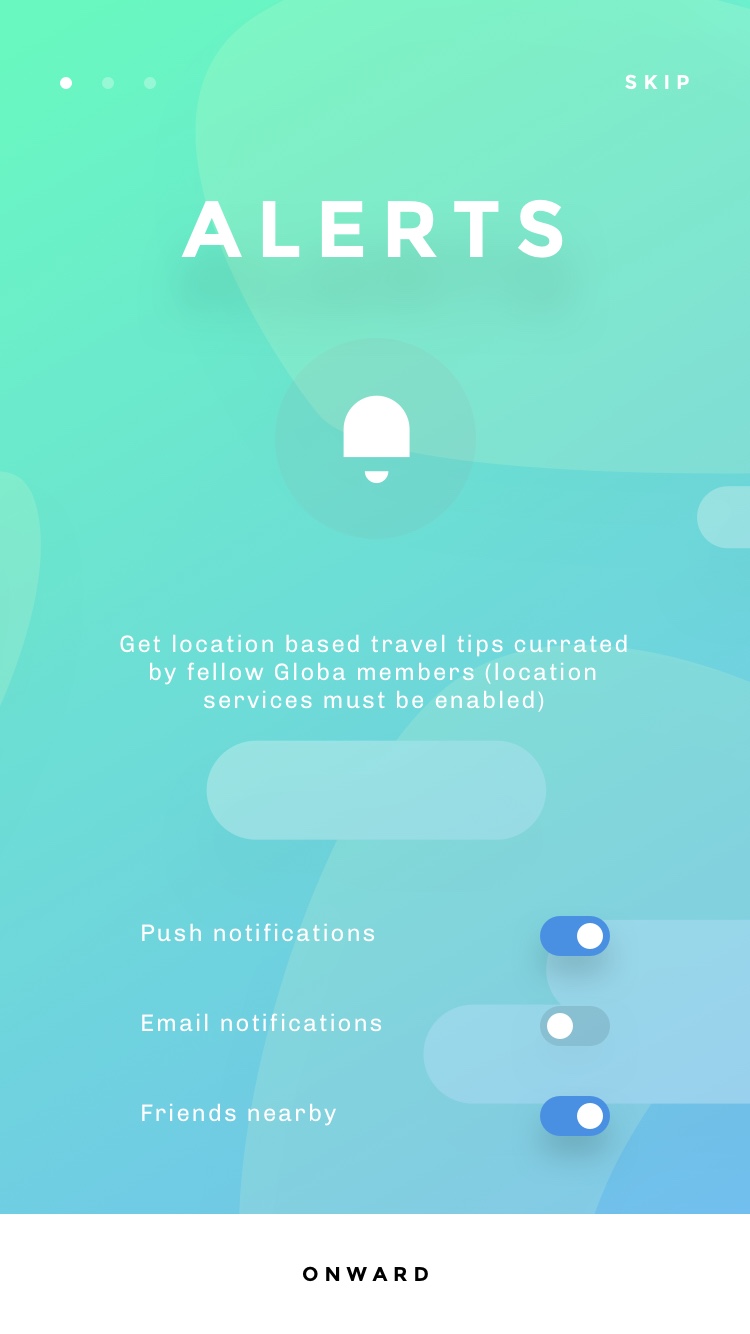 SKIP
ALERTS
Get location based travel tips currated
by fellow Globa members (location
services must be enabled)
Push notifications
Email notifications
Friends nearby
ONWARD